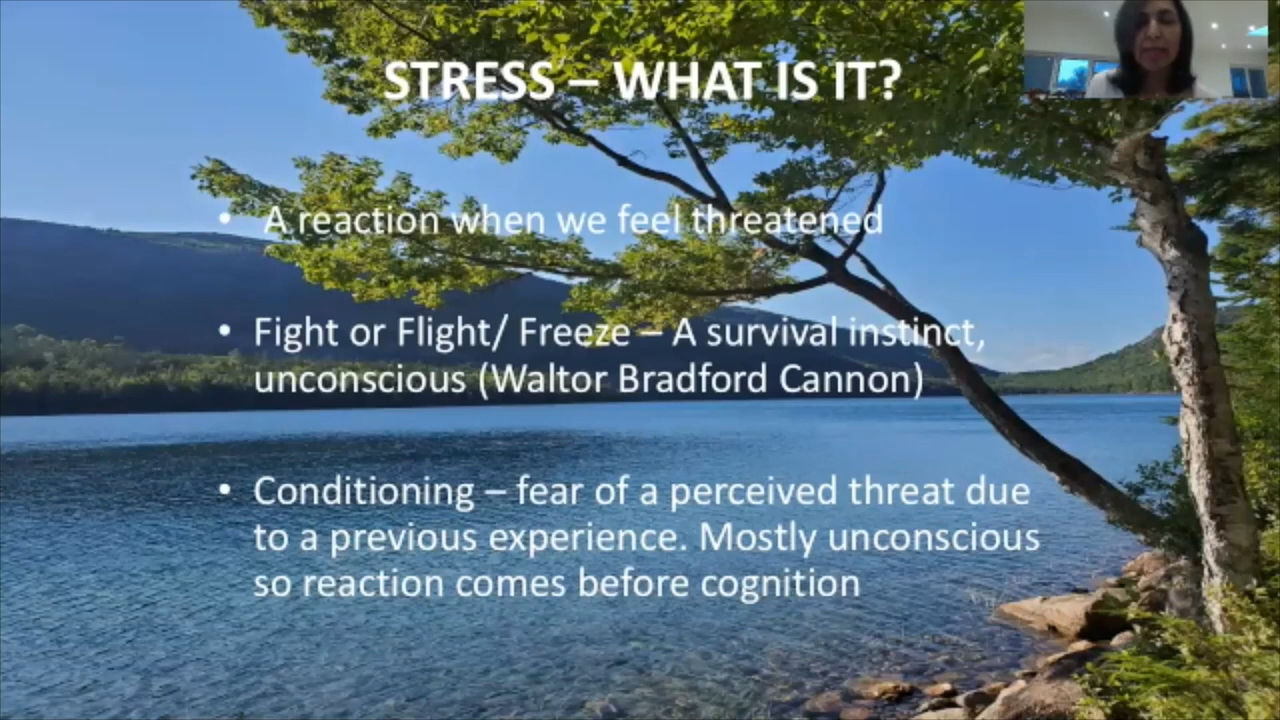 STRESS – WHAT IS IT?
• A reaction when we feel threatened
• Fight or Flight/ Freeze – A survival instinct,
unconscious (Waltor Bradford Cannon)
• Conditioning – fear of a perceived threat due
to a previous experience. Mostly unconscious
so reaction comes before cognition